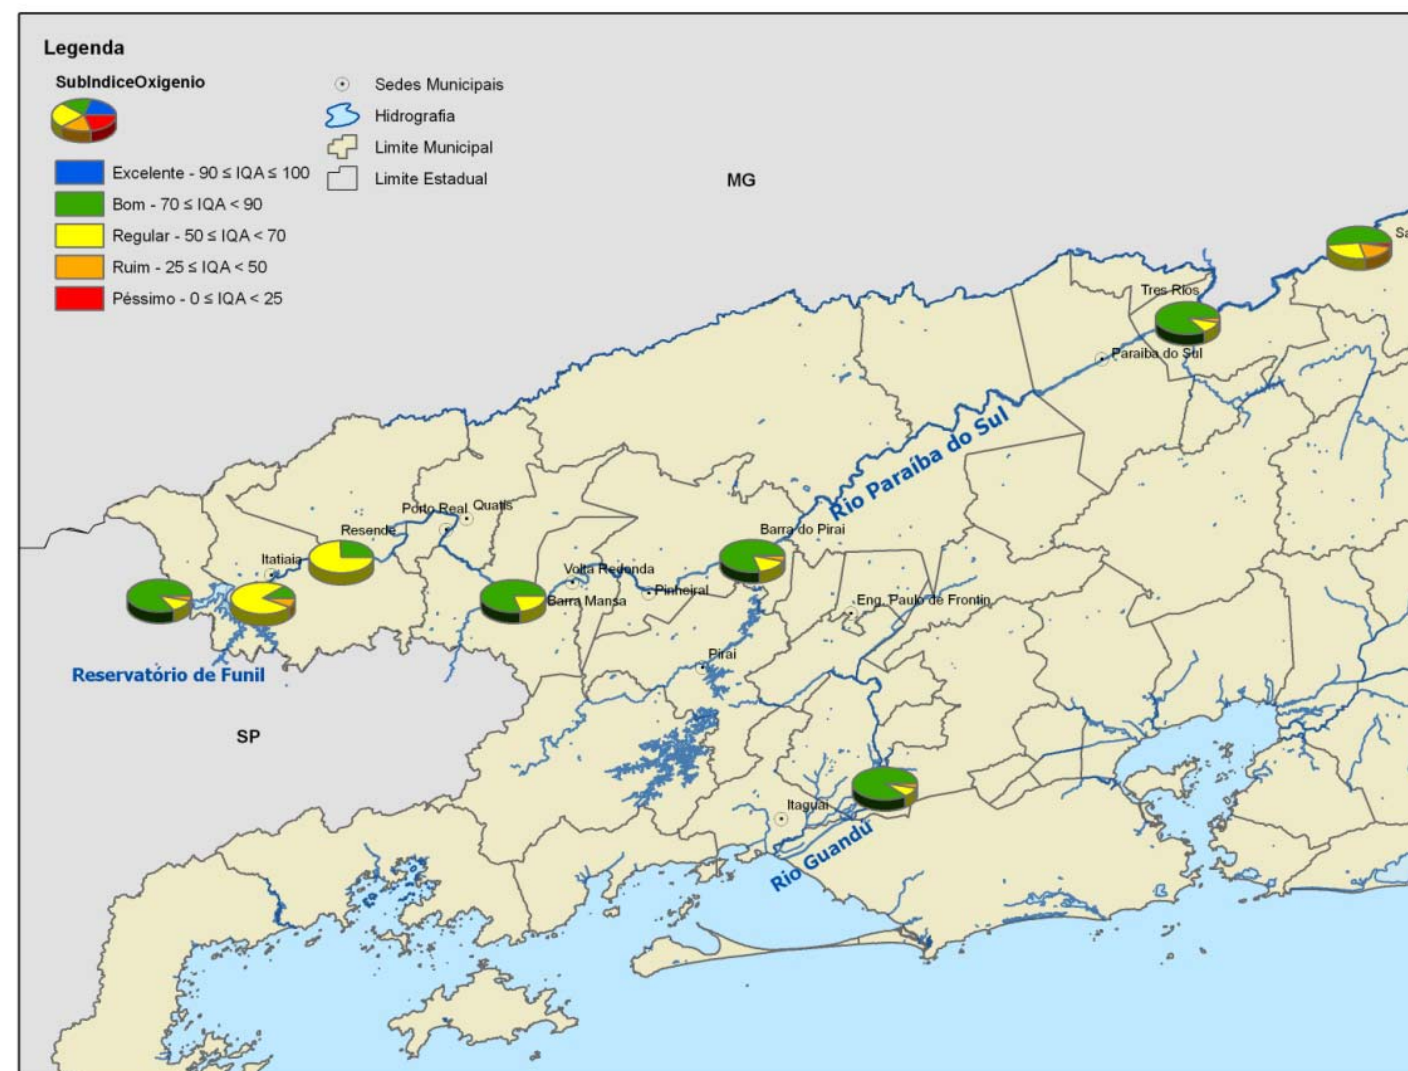 Legenda
SubIndiceOxigenio
Excelente - 90 ≤ IQA ≤ 100
Bom - 70 ≤ IQA < 90
Regular - 50 ≤ IQA < 70
Ruim - 25 ≤ IQA < 50
Péssimo - 0 ≤ IQA < 25
Sedes Municipais
Hidrografia
Limite Municipal
Limite Estadual
MG
Sa
Tres Rios
Paraiba do Sul
Rio Paraíba do Sul
Porto Real
Quatis
Resende
Barra do Pirai
Itatiaia
Volta Redonda
Pinheiral
Barra Mansa
Eng. Paulo de Frontin
Pirai
Reservatório de Funil
SP
Itaguai
Rio Guandú